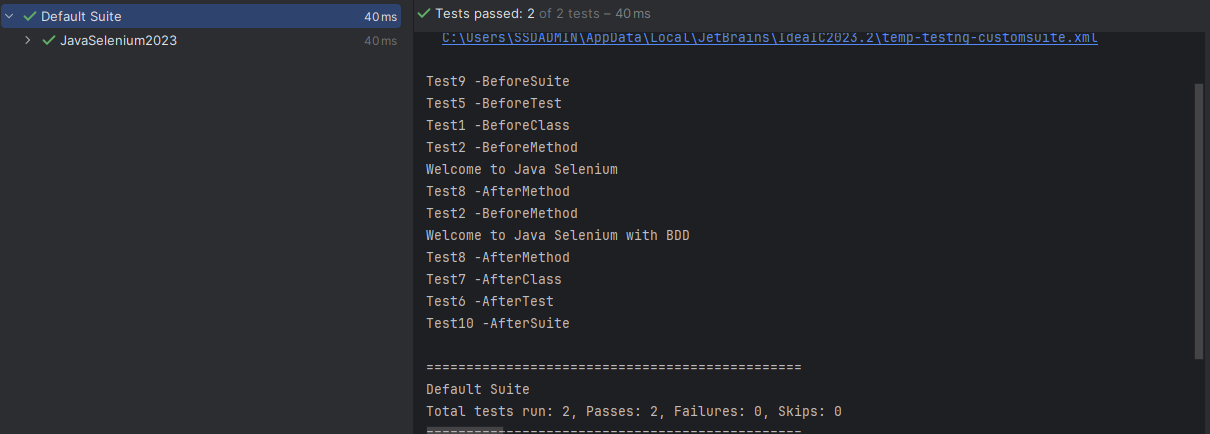 Default Suite 40 ms
JavaSelenium2023 40 ms
Tests passed: 2 of 2 tests – 40 ms
C:\Users\SSDADMIN\AppData\Local\JetBrains\IdeaIC2023.2\temp-testng-customsuite.xml
Test9 -BeforeSuite
Test5 -BeforeTest
Test1 -BeforeClass
Test2 -BeforeMethod
Welcome to Java Selenium
Test8 -AfterMethod
Test2 -BeforeMethod
Welcome to Java Selenium with BDD
Test8 -AfterMethod
Test7 -AfterClass
Test6 -AfterTest
Test10 -AfterSuite
===============================================
Default Suite
Total tests run: 2, Passes: 2, Failures: 0, Skips: 0
===============================================